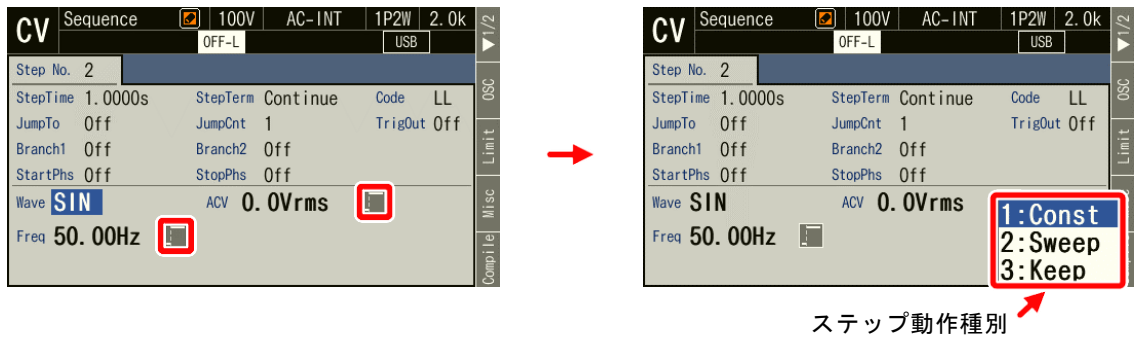 CV Sequence 100V AC-INT 1P2W 2.0k
OFF-L USB
▼1/2
OSC
Limit
Misc
Compile
Step No. 2
StepTime 1.0000s StepTerm Continue Code LL
JumpTo Off JumpCnt 1 TrigOut Off
Branch1 Off Branch2 Off
StartPhs Off StopPhs Off
Wave SIN ACV 0.0Vrms
Freq 50.00Hz
CV Sequence 100V AC-INT 1P2W 2.0k
OFF-L USB
▼1/2
OSC
Limit
Step No. 2
StepTime 1.0000s StepTerm Continue Code LL
JumpTo Off JumpCnt 1 TrigOut Off
Branch1 Off Branch2 Off
StartPhs Off StopPhs Off
Wave SIN ACV 0.0Vrms
Freq 50.00Hz
1:Const
2:Sweep
3:Keep
ステップ動作種別